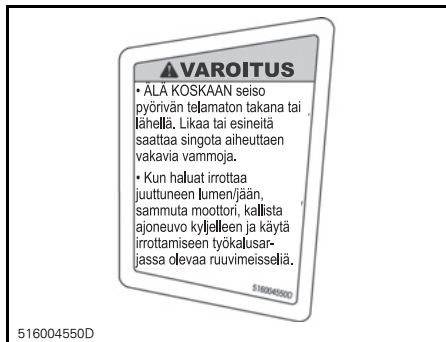 VAROITUS
• ÄLÄ KOSKAAN seiso
pyörivän telamaton takana tai
lähellä. Likaa tai esineitä
saattaa singota aiheuttaen
vakavia vammoja.
• Kun haluat irrottaa
juuttuneen lumen/jään,
sammuta moottori, kallista
ajoneuvo kyljelleen ja käytä
irrottamiseen työkalusar-
jassa olevaa ruuvimeisseliä.
516004550D
516004550D